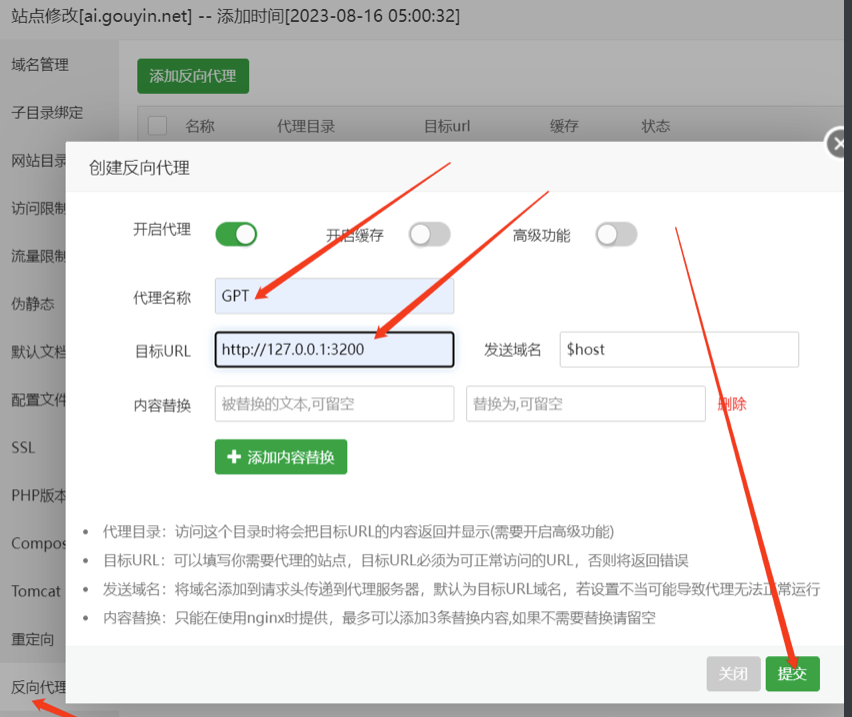 站点修改[ai.gouyin.net] -- 添加时间[2023-08-16 05:00:32]
域名管理
添加反向代理
子目录绑定
名称 代理目录 目标url 缓存 状态
网站目录
创建反向代理
访问限制
开启代理 开启缓存 高级功能
流量限制
代理名称 GPT
伪静态
目标URL http://127.0.0.1:3200 发送域名 $host
默认文档
内容替换 被替换的文本,可留空 替换为,可留空 删除
配置文件
SSL
添加内容替换
PHP版本
代理目录：访问这个目录时将会把目标URL的内容返回并显示(需要开启高级功能)
Compos
目标URL：可以填写你需要代理的站点，目标URL必须为可正常访问的URL，否则将返回错误
Tomcat
发送域名：将域名添加到请求头传递到代理服务器，默认为目标URL域名，若设置不当可能导致代理无法正常运行
内容替换：只能在使用nginx时提供，最多可以添加3条替换内容,如果不需要替换请留空
重定向
关闭 提交
反向代理